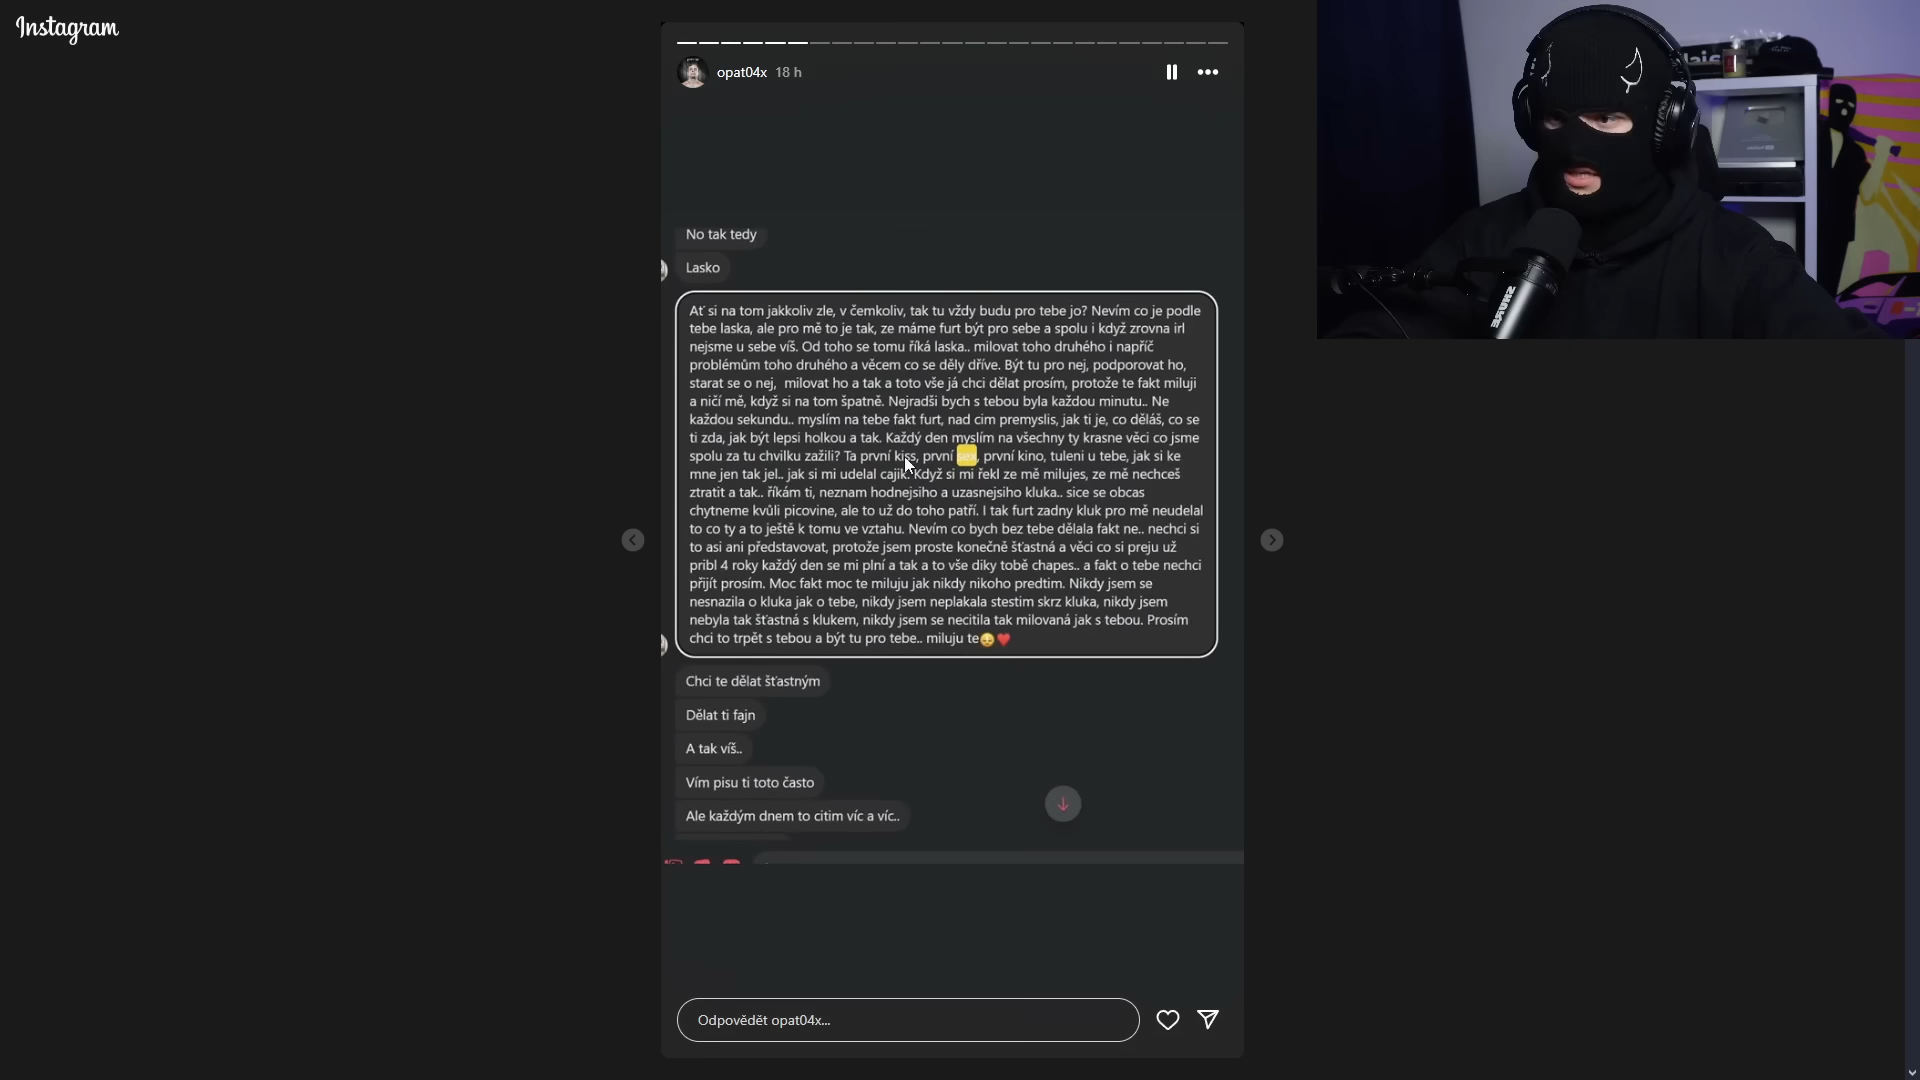 Instagram
opat04x 18 h
No tak tedy
Lasko
Ať si na tom jakkoliv zle, v čemkoliv, tak tu vždy budu pro tebe jo? Nevím co je podle
tebe laska, ale pro mě to je tak, ze máme furt být pro sebe a spolu i když zrovna irl
nejsme u sebe víš. Od toho se tomu říká laska.. milovat toho druhého i napříč
problémům toho druhého a věcem co se děly dříve. Být tu pro nej, podporovat ho,
starat se o nej, milovat ho a tak a toto vše já chci dělat prosím, protože te fakt miluji
a ničí mě, když si na tom špatně. Nejradši bych s tebou byla každou minutu.. Ne
každou sekundu.. myslím na tebe fakt furt, nad cim premyslis, jak ti je, co děláš, co se
ti zda, jak být lepsi holkou a tak. Každý den myslím na všechny ty krasne věci co jsme
spolu za tu chvilku zažili? Ta první kiss, první , první kino, tuleni u tebe, jak si ke
mne jen tak jel.. jak si mi udelal cajik. Když si mi řekl ze mě milujes, ze mě nechceš
ztratit a tak.. říkám ti, neznam hodnejsiho a uzasnejsiho kluka.. sice se obcas
chytneme kvůli picovine, ale to už do toho patří. I tak furt zadny kluk pro mě neudelal
to co ty a to ještě k tomu ve vztahu. Nevím co bych bez tebe dělala fakt ne.. nechci si
to asi ani představovat, protože jsem proste konečně šťastná a věci co si preju už
pribl 4 roky každý den se mi plní a tak a to vše diky tobě chapes.. a fakt o tebe nechci
přijít prosím. Moc fakt moc te miluju jak nikdy nikoho predtim. Nikdy jsem se
nesnazila o kluka jak o tebe, nikdy jsem neplakala stestim skrz kluka, nikdy jsem
nebyla tak šťastná s klukem, nikdy jsem se necitila tak milovaná jak s tebou. Prosím
chci to trpět s tebou a být tu pro tebe.. miluju te🥺❤️
Chci te dělat šťastným
Dělat ti fajn
A tak víš..
Vím pisu ti toto často
Ale každým dnem to citim víc a víc..
Odpovědět opat04x...
SHURE